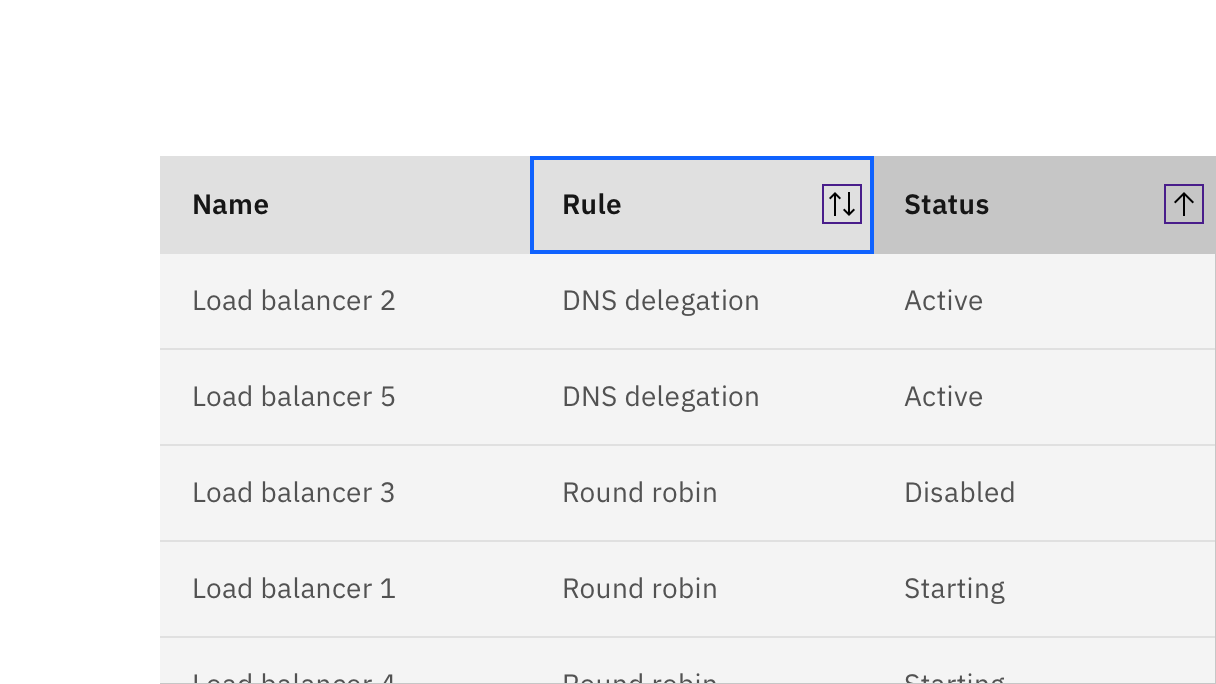 Name Rule Status
Load balancer 2 DNS delegation Active
Load balancer 5 DNS delegation Active
Load balancer 3 Round robin Disabled
Load balancer 1 Round robin Starting
Load balancer 4 Round robin Starting